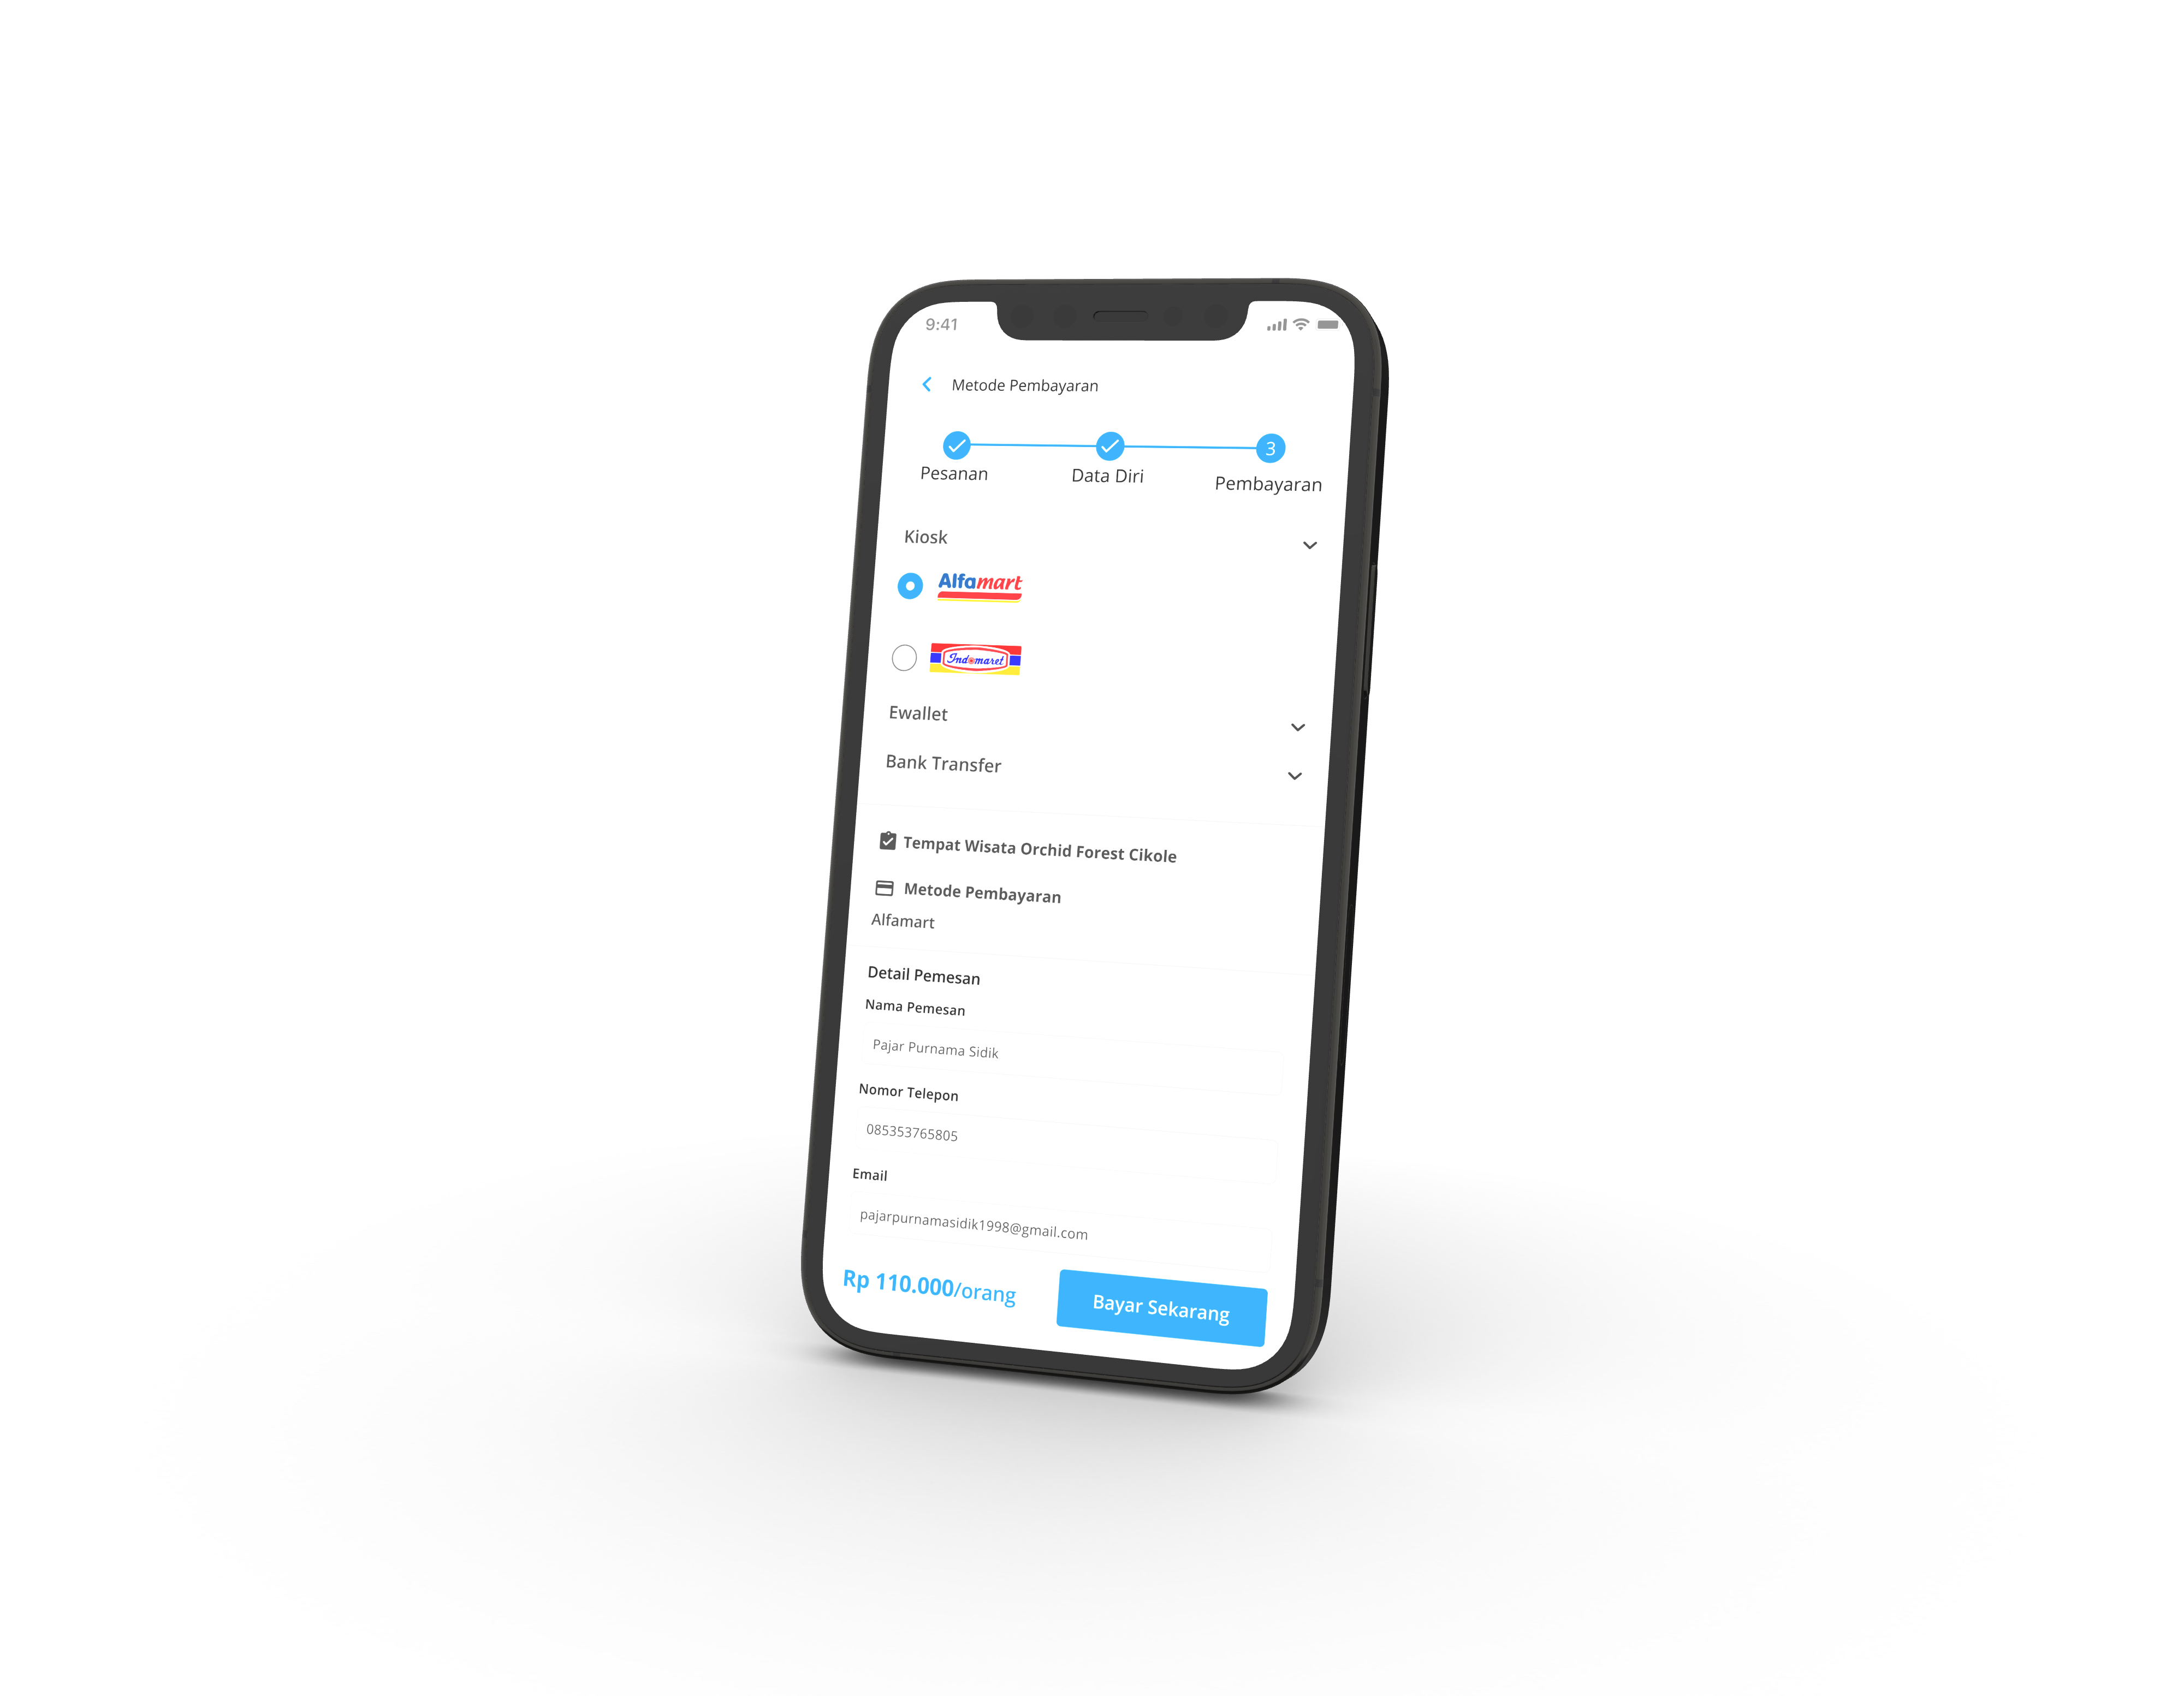 9:41
Metode Pembayaran
3
Pesanan Data Diri Pembayaran
Kiosk
Alfamart
Indomaret
Ewallet
Bank Transfer
Tempat Wisata Orchid Forest Cikole
Metode Pembayaran
Alfamart
Detail Pemesan
Nama Pemesan
Pajar Purnama Sidik
Nomor Telepon
085353765805
Email
pajarpurnamasidik1998@gmail.com
Rp 110.000/orang Bayar Sekarang